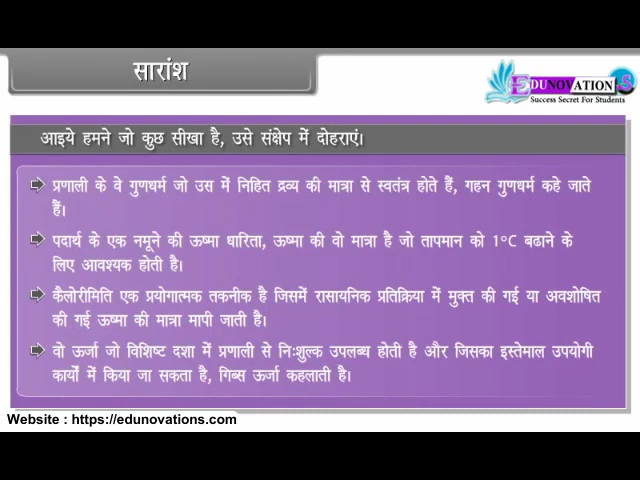 सारांश
EDUNOVATION.S
Success Secret For Students
आइये हमने जो कुछ सीखा है, उसे संक्षेप में दोहराएं।
प्रणाली के वे गुणधर्म जो उस में निहित द्रव्य की मात्रा से स्वतंत्र होते हैं, गहन गुणधर्म कहे जाते
हैं।
पदार्थ के एक नमूने की ऊष्मा धारिता, ऊष्मा की वो मात्रा है जो तापमान को 1°C बढाने के
लिए आवश्यक होती है।
कैलोरीमिति एक प्रयोगात्मक तकनीक है जिसमें रासायनिक प्रतिक्रिया में मुक्त की गई या अवशोषित
की गई ऊष्मा की मात्रा मापी जाती है।
वो ऊर्जा जो विशिष्ट दशा में प्रणाली से निःशुल्क उपलब्ध होती है और जिसका इस्तेमाल उपयोगी
कार्यों में किया जा सकता है, गिब्स ऊर्जा कहलाती है।
Website : https://edunovations.com